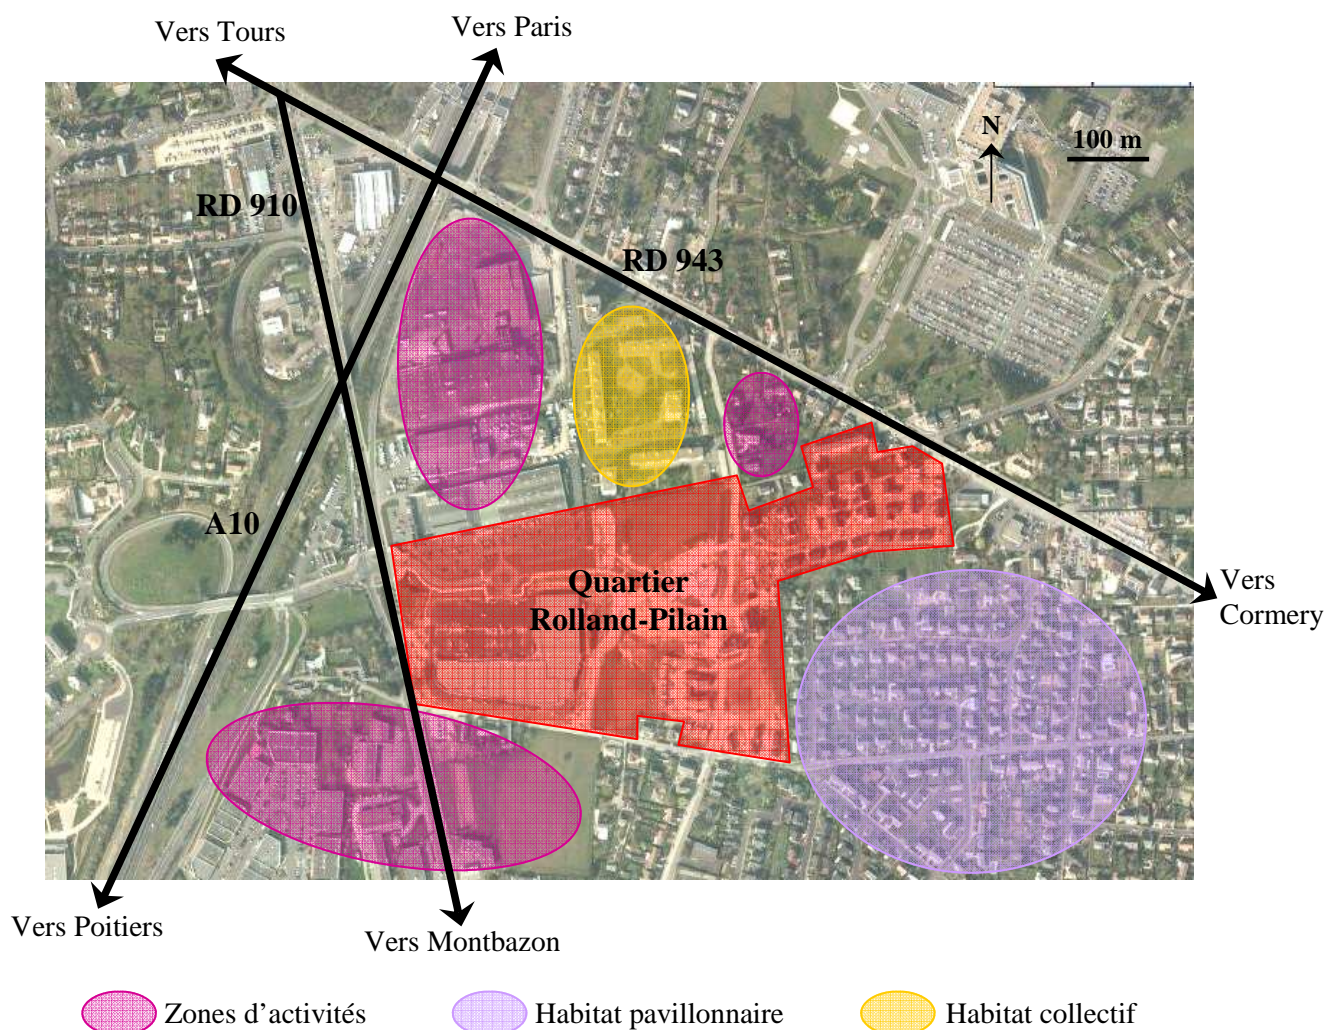 Vers Tours
Vers Paris
N
100 m
RD 910
RD 943
A10
Quartier
Rolland-Pilain
Vers
Cormery
Vers Poitiers
Vers Montbazon
Zones d’activités
Habitat pavillonnaire
Habitat collectif